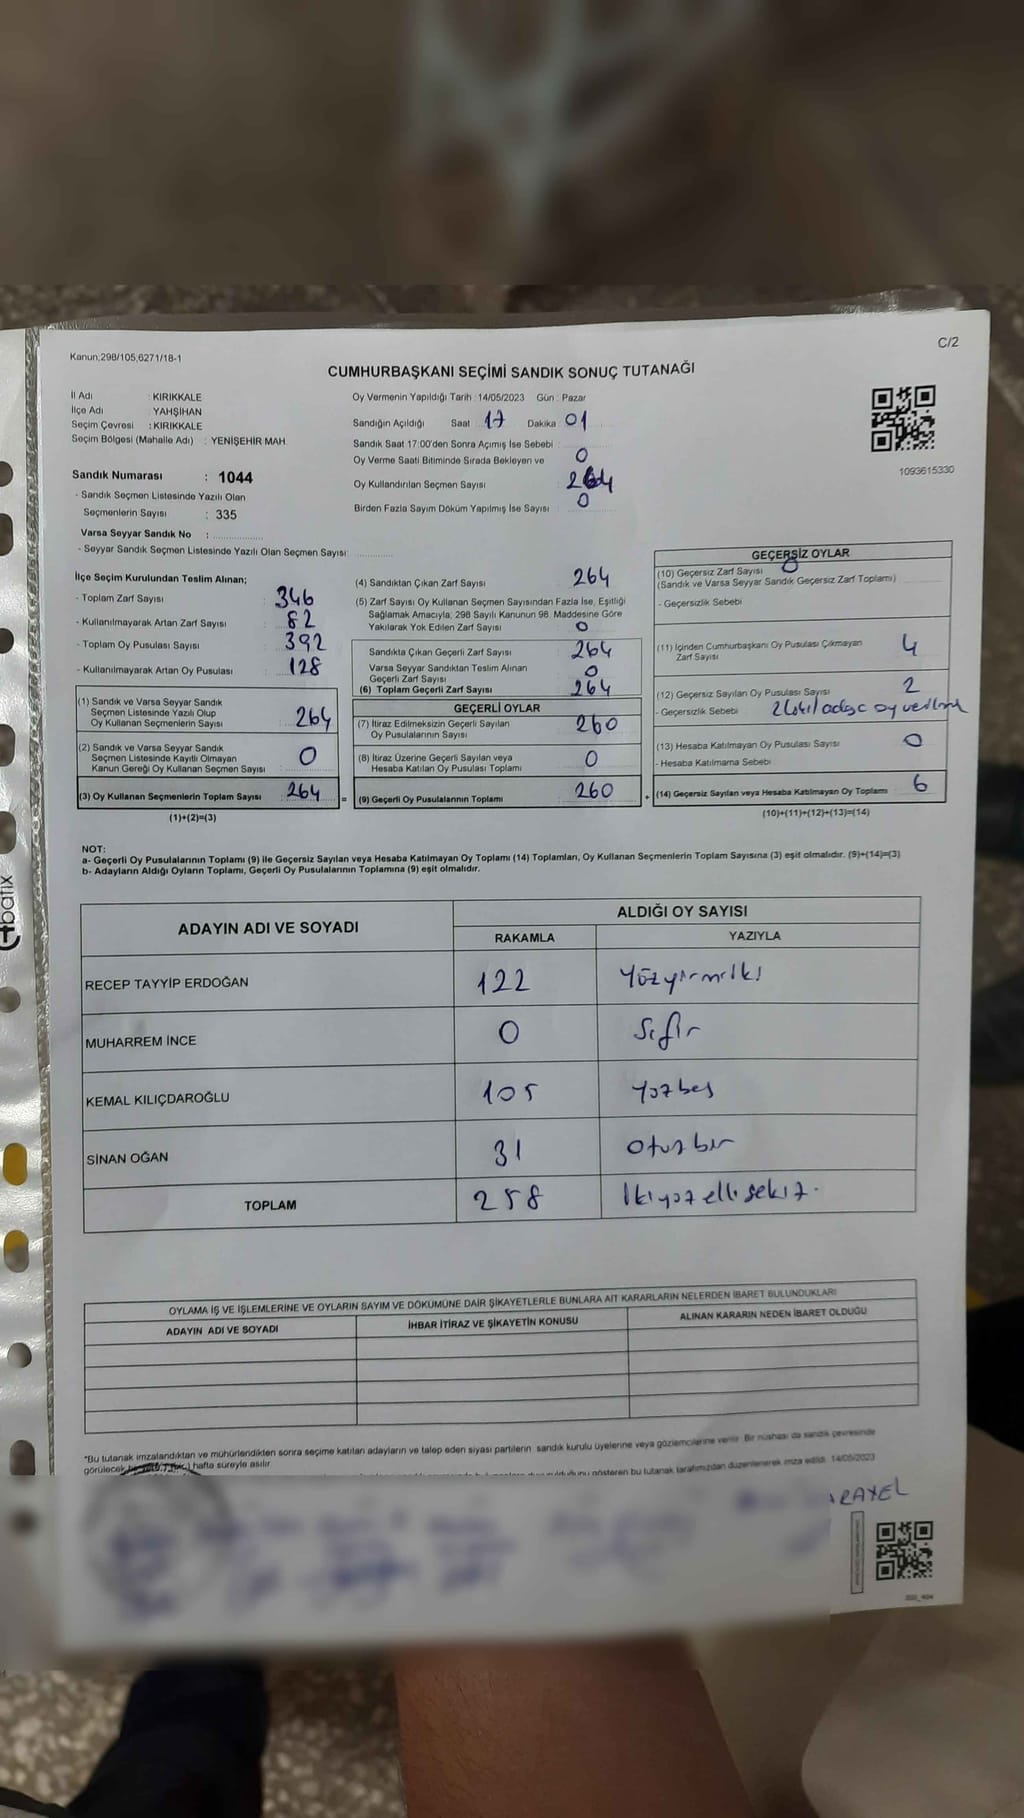 C/2
Kanun;298/105,6271/18-1
CUMHURBAŞKANI SEÇİMİ SANDIK SONUÇ TUTANAĞI
İl Adı : KIRIKKALE
İlçe Adı : YAHŞİHAN
Seçim Çevresi : KIRIKKALE
Seçim Bölgesi (Mahalle Adı) : YENİŞEHİR MAH.
Sandık Numarası : 1044
- Sandık Seçmen Listesinde Yazılı Olan
Seçmenlerin Sayısı : 335
Varsa Seyyar Sandık No :
- Seyyar Sandık Seçmen Listesinde Yazılı Olan Seçmen Sayısı:
Oy Vermenin Yapıldığı Tarih : 14/05/2023 Gün : Pazar
Sandığın Açıldığı Saat 17 Dakika 01
Sandık Saat 17:00'den Sonra Açımış İse Sebebi
Oy Verme Saati Bitiminde Sırada Bekleyen ve 0
Oy Kullandırılan Seçmen Sayısı 264
Birden Fazla Sayım Döküm Yapılmış İse Sayısı 0
1093615330
İlçe Seçim Kurulundan Teslim Alınan;
- Toplam Zarf Sayısı : 346
- Kullanılmayarak Artan Zarf Sayısı : 82
- Toplam Oy Pusulası Sayısı : 392
- Kullanılmayarak Artan Oy Pusulası : 128
(1) Sandık ve Varsa Seyyar Sandık
Seçmen Listesinde Yazılı Olup
Oy Kullanan Seçmenlerin Sayısı : 264
(2) Sandık ve Varsa Seyyar Sandık
Seçmen Listesinde Kayıtlı Olmayan
Kanun Gereği Oy Kullanan Seçmen Sayısı : 0
(3) Oy Kullanan Seçmenlerin Toplam Sayısı : 264
(1)+(2)=(3)
(4) Sandıktan Çıkan Zarf Sayısı 264
(5) Zarf Sayısı Oy Kullanan Seçmen Sayısından Fazla İse, Eşitliği
Sağlamak Amacıyla; 298 Sayılı Kanunun 98. Maddesine Göre
Yakılarak Yok Edilen Zarf Sayısı 0
Sandıkta Çıkan Geçerli Zarf Sayısı 264
Varsa Seyyar Sandıktan Teslim Alınan
Geçerli Zarf Sayısı 0
(6) Toplam Geçerli Zarf Sayısı 264
GEÇERLİ OYLAR
(7) İtiraz Edilmeksizin Geçerli Sayılan
Oy Pusulalarının Sayısı 260
(8) İtiraz Üzerine Geçerli Sayılan veya
Hesaba Katılan Oy Pusulası Toplamı 0
= (9) Geçerli Oy Pusulalarının Toplamı 260
GEÇERSİZ OYLAR
(10) Geçersiz Zarf Sayısı 0
(Sandık ve Varsa Seyyar Sandık Geçersiz Zarf Toplamı)
- Geçersizlik Sebebi
(11) İçinden Cumhurbaşkanı Oy Pusulası Çıkmayan
Zarf Sayısı 4
(12) Geçersiz Sayılan Oy Pusulası Sayısı 2
- Geçersizlik Sebebi oy
(13) Hesaba Katılmayan Oy Pusulası Sayısı 0
- Hesaba Katılmama Sebebi
+ (14) Geçersiz Sayılan veya Hesaba Katılmayan Oy Toplamı 6
(10)+(11)+(12)+(13)=(14)
NOT:
a- Geçerli Oy Pusulalarının Toplamı (9) ile Geçersiz Sayılan veya Hesaba Katılmayan Oy Toplamı (14) Toplamları, Oy Kullanan Seçmenlerin Toplam Sayısına (3) eşit olmalıdır. (9)+(14)=(3)
b- Adayların Aldığı Oyların Toplamı, Geçerli Oy Pusulalarının Toplamına (9) eşit olmalıdır.
ADAYIN ADI VE SOYADI ALDIĞI OY SAYISI
RAKAMLA YAZIYLA
RECEP TAYYİP ERDOĞAN 122 Yüzyirmiiki
MUHARREM İNCE 0 Sıfır
KEMAL KILIÇDAROĞLU 105 Yüzbeş
SİNAN OĞAN 31 Otuzbir
TOPLAM 258 İkiyüzellisekiz.
OYLAMA İŞ VE İŞLEMLERİNE VE OYLARIN SAYIM VE DÖKÜMÜNE DAİR ŞİKAYETLERLE BUNLARA AİT KARARLARIN NELERDEN İBARET BULUNDUKLARI
ADAYIN ADI VE SOYADI İHBAR İTİRAZ VE ŞİKAYETİN KONUSU ALINAN KARARIN NEDEN İBARET OLDUĞU
*Bu tutanak imzalandıktan ve mühürlendikten sonra seçime katılan adayların ve talep eden siyasi partilerin sandık kurulu üyelerine veya gözlemcilerine verilir. Bir nüshası da sandık çevresinde
görülecek hafta süreyle asılır.
gösteren bu tutanak tarafımızdan düzenlenerek imza edildi. 14/05/2023
batix